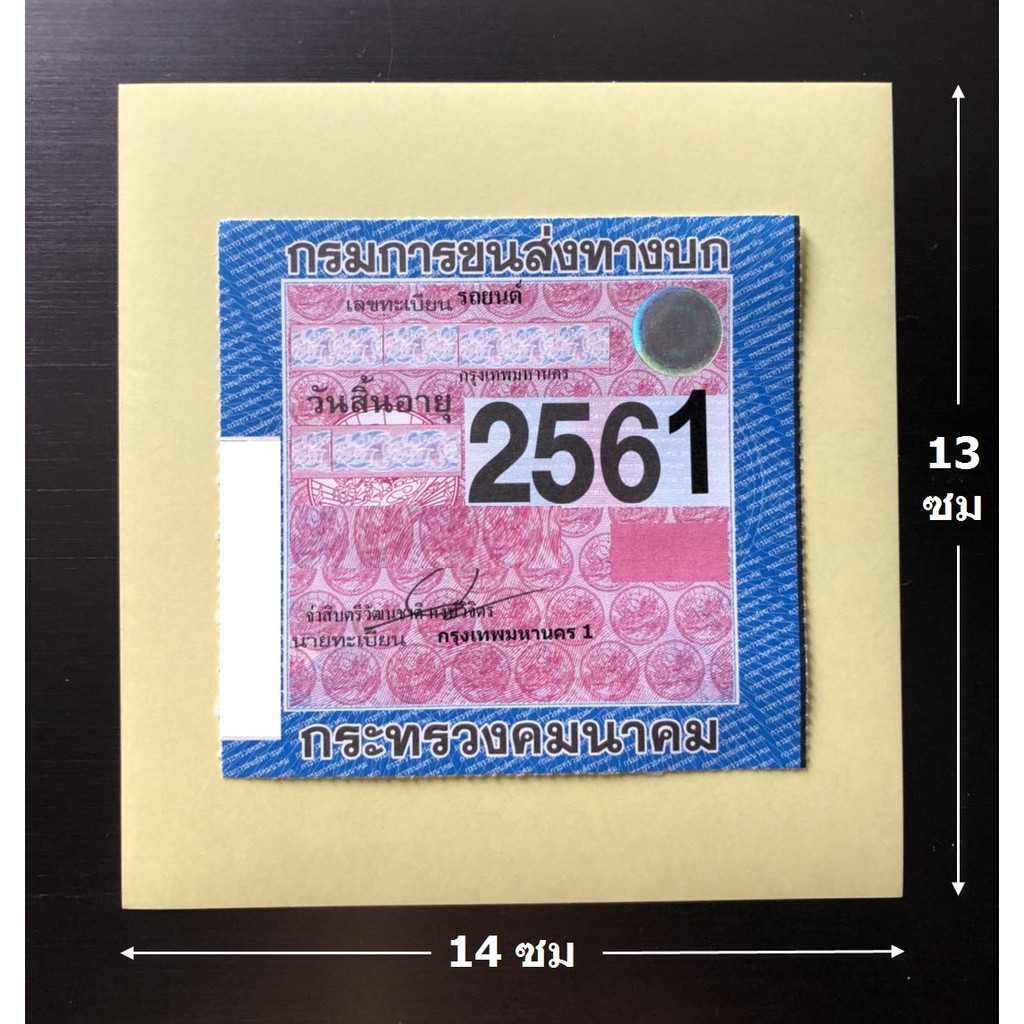 กรมการขนส่งทางบก
เลขทะเบียน รถยนต์
กรุงเทพมหานคร
วันสิ้นอายุ
2561
13
ซม
นายทะเบียน กรุงเทพมหานคร 1
กระทรวงคมนาคม
14 ซม